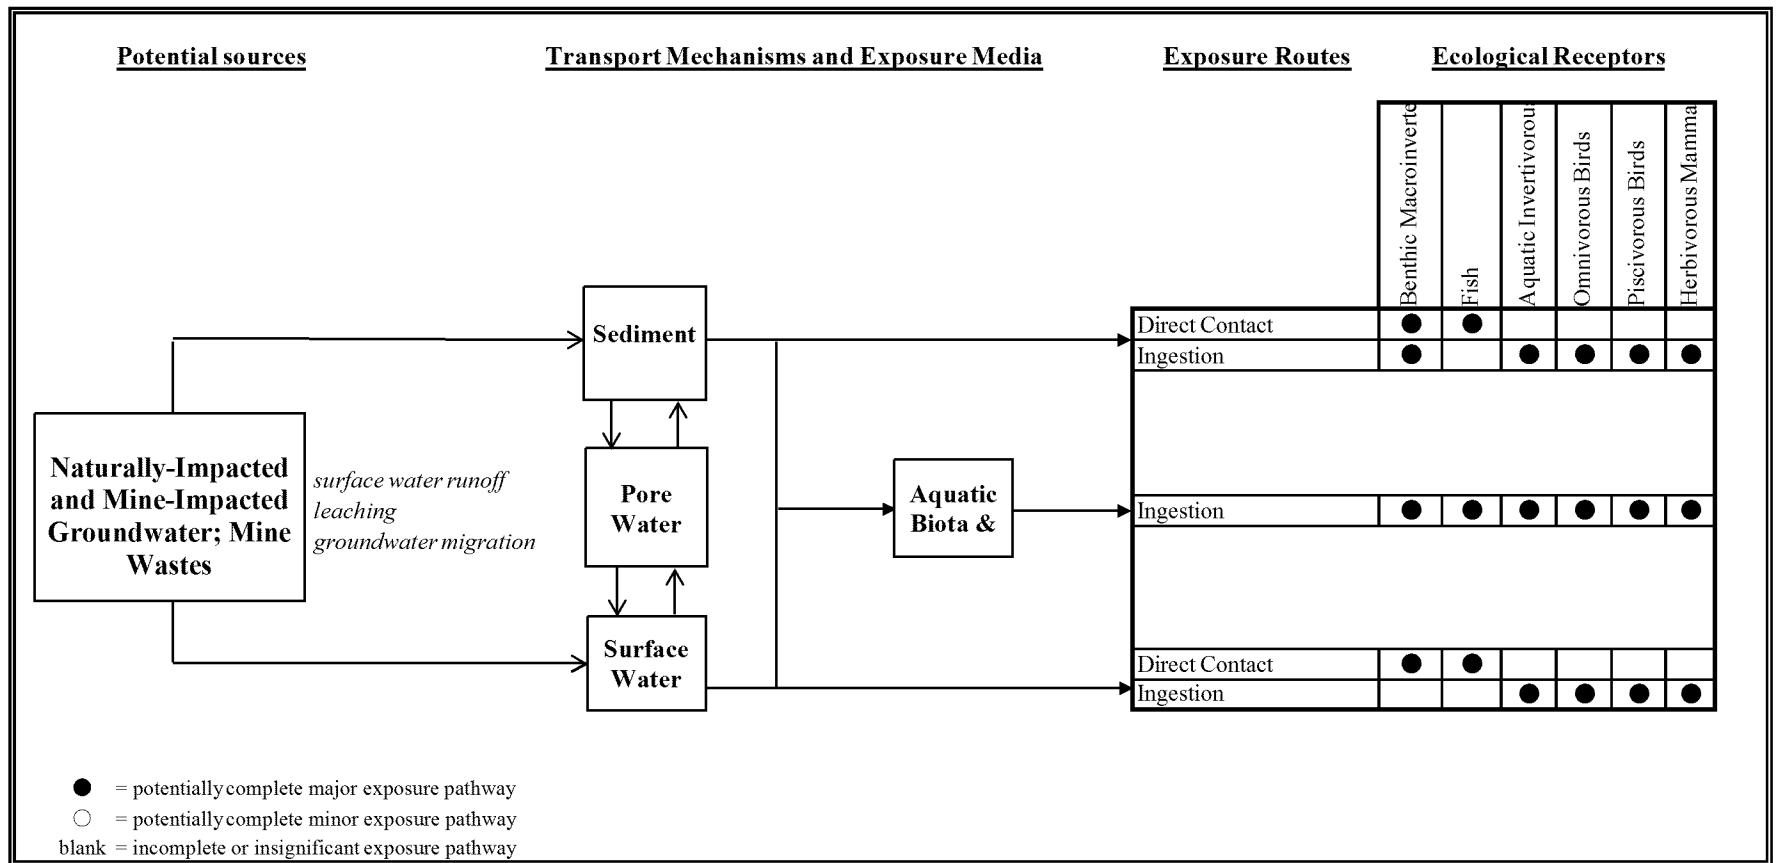 Potential sources
Transport Mechanisms and Exposure Media
Exposure Routes
Ecological Receptors
Benthic Macroinverte
Fish
Aquatic Invertivorou
Omnivorous Birds
Piscivorous Birds
Herbivorous Mamma
Naturally-Impacted
and Mine-Impacted
Groundwater; Mine
Wastes
surface water runoff
leaching
groundwater migration
Sediment
Pore
Water
Surface
Water
Aquatic
Biota &
Direct Contact
Ingestion
Ingestion
Direct Contact
Ingestion
= potentially complete major exposure pathway
= potentially complete minor exposure pathway
blank = incomplete or insignificant exposure pathway